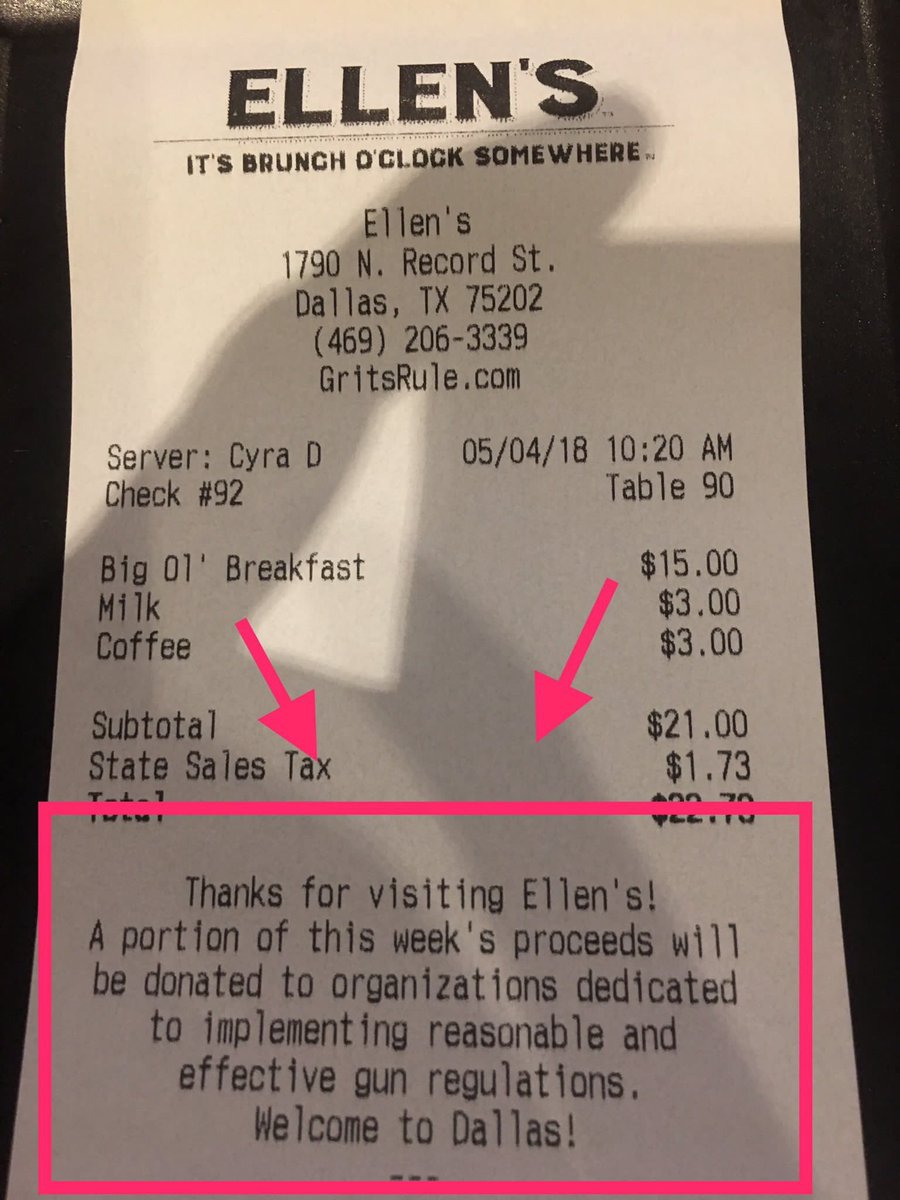 ELLEN'S
IT'S BRUNCH O'CLOCK SOMEWHERE
Ellen's
1790 N. Record St.
Dallas, TX 75202
(469) 206-3339
GritsRule.com
Server: Cyra D 05/04/18 10:20 AM
Check #92 Table 90
Big Ol' Breakfast $15.00
Milk $3.00
Coffee $3.00
Subtotal $21.00
State Sales Tax $1.73
Total $22.73
Thanks for visiting Ellen's!
A portion of this week's proceeds will
be donated to organizations dedicated
to implementing reasonable and
effective gun regulations.
Welcome to Dallas!